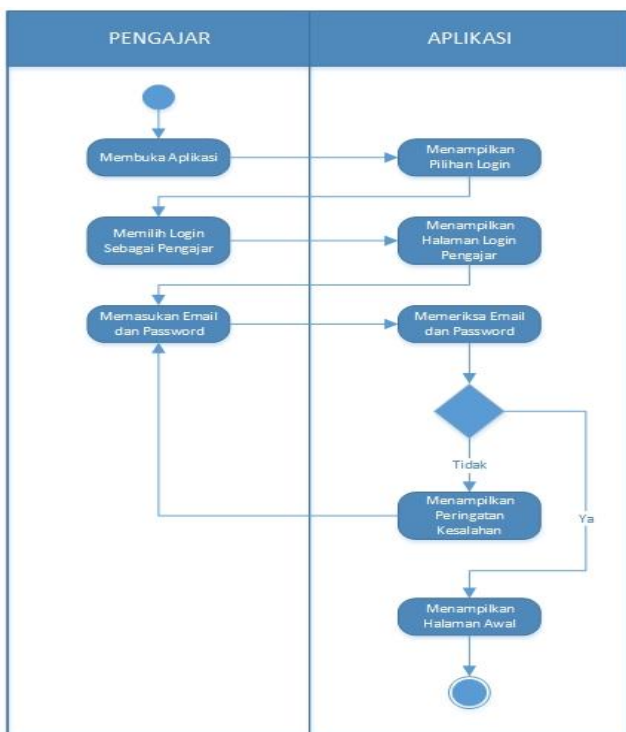 PENGAJAR
APLIKASI
Membuka Aplikasi
Menampilkan
Pilihan Login
Memilih Login
Sebagai Pengajar
Menampilkan
Halaman Login
Pengajar
Memasukan Email
dan Password
Memeriksa Email
dan Password
Tidak
Menampilkan
Peringatan
Kesalahan
Ya
Menampilkan
Halaman Awal